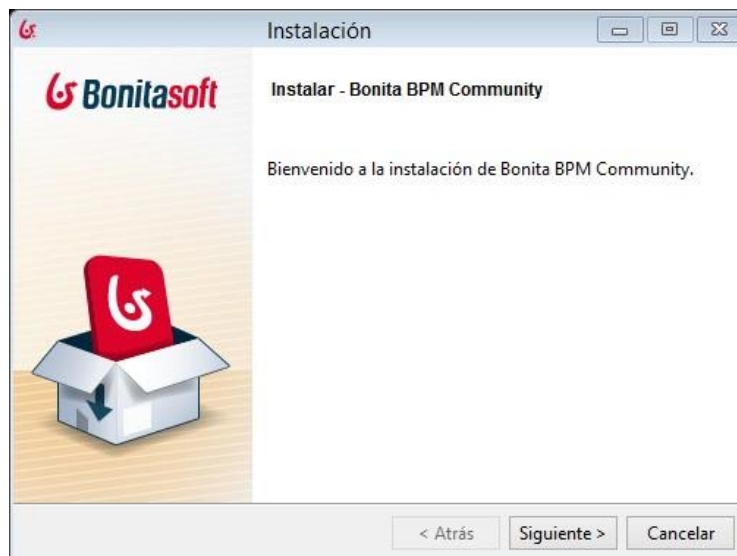 Instalación
Bonitasoft
Instalar - Bonita BPM Community
Bienvenido a la instalación de Bonita BPM Community.
< Atrás
Siguiente >
Cancelar